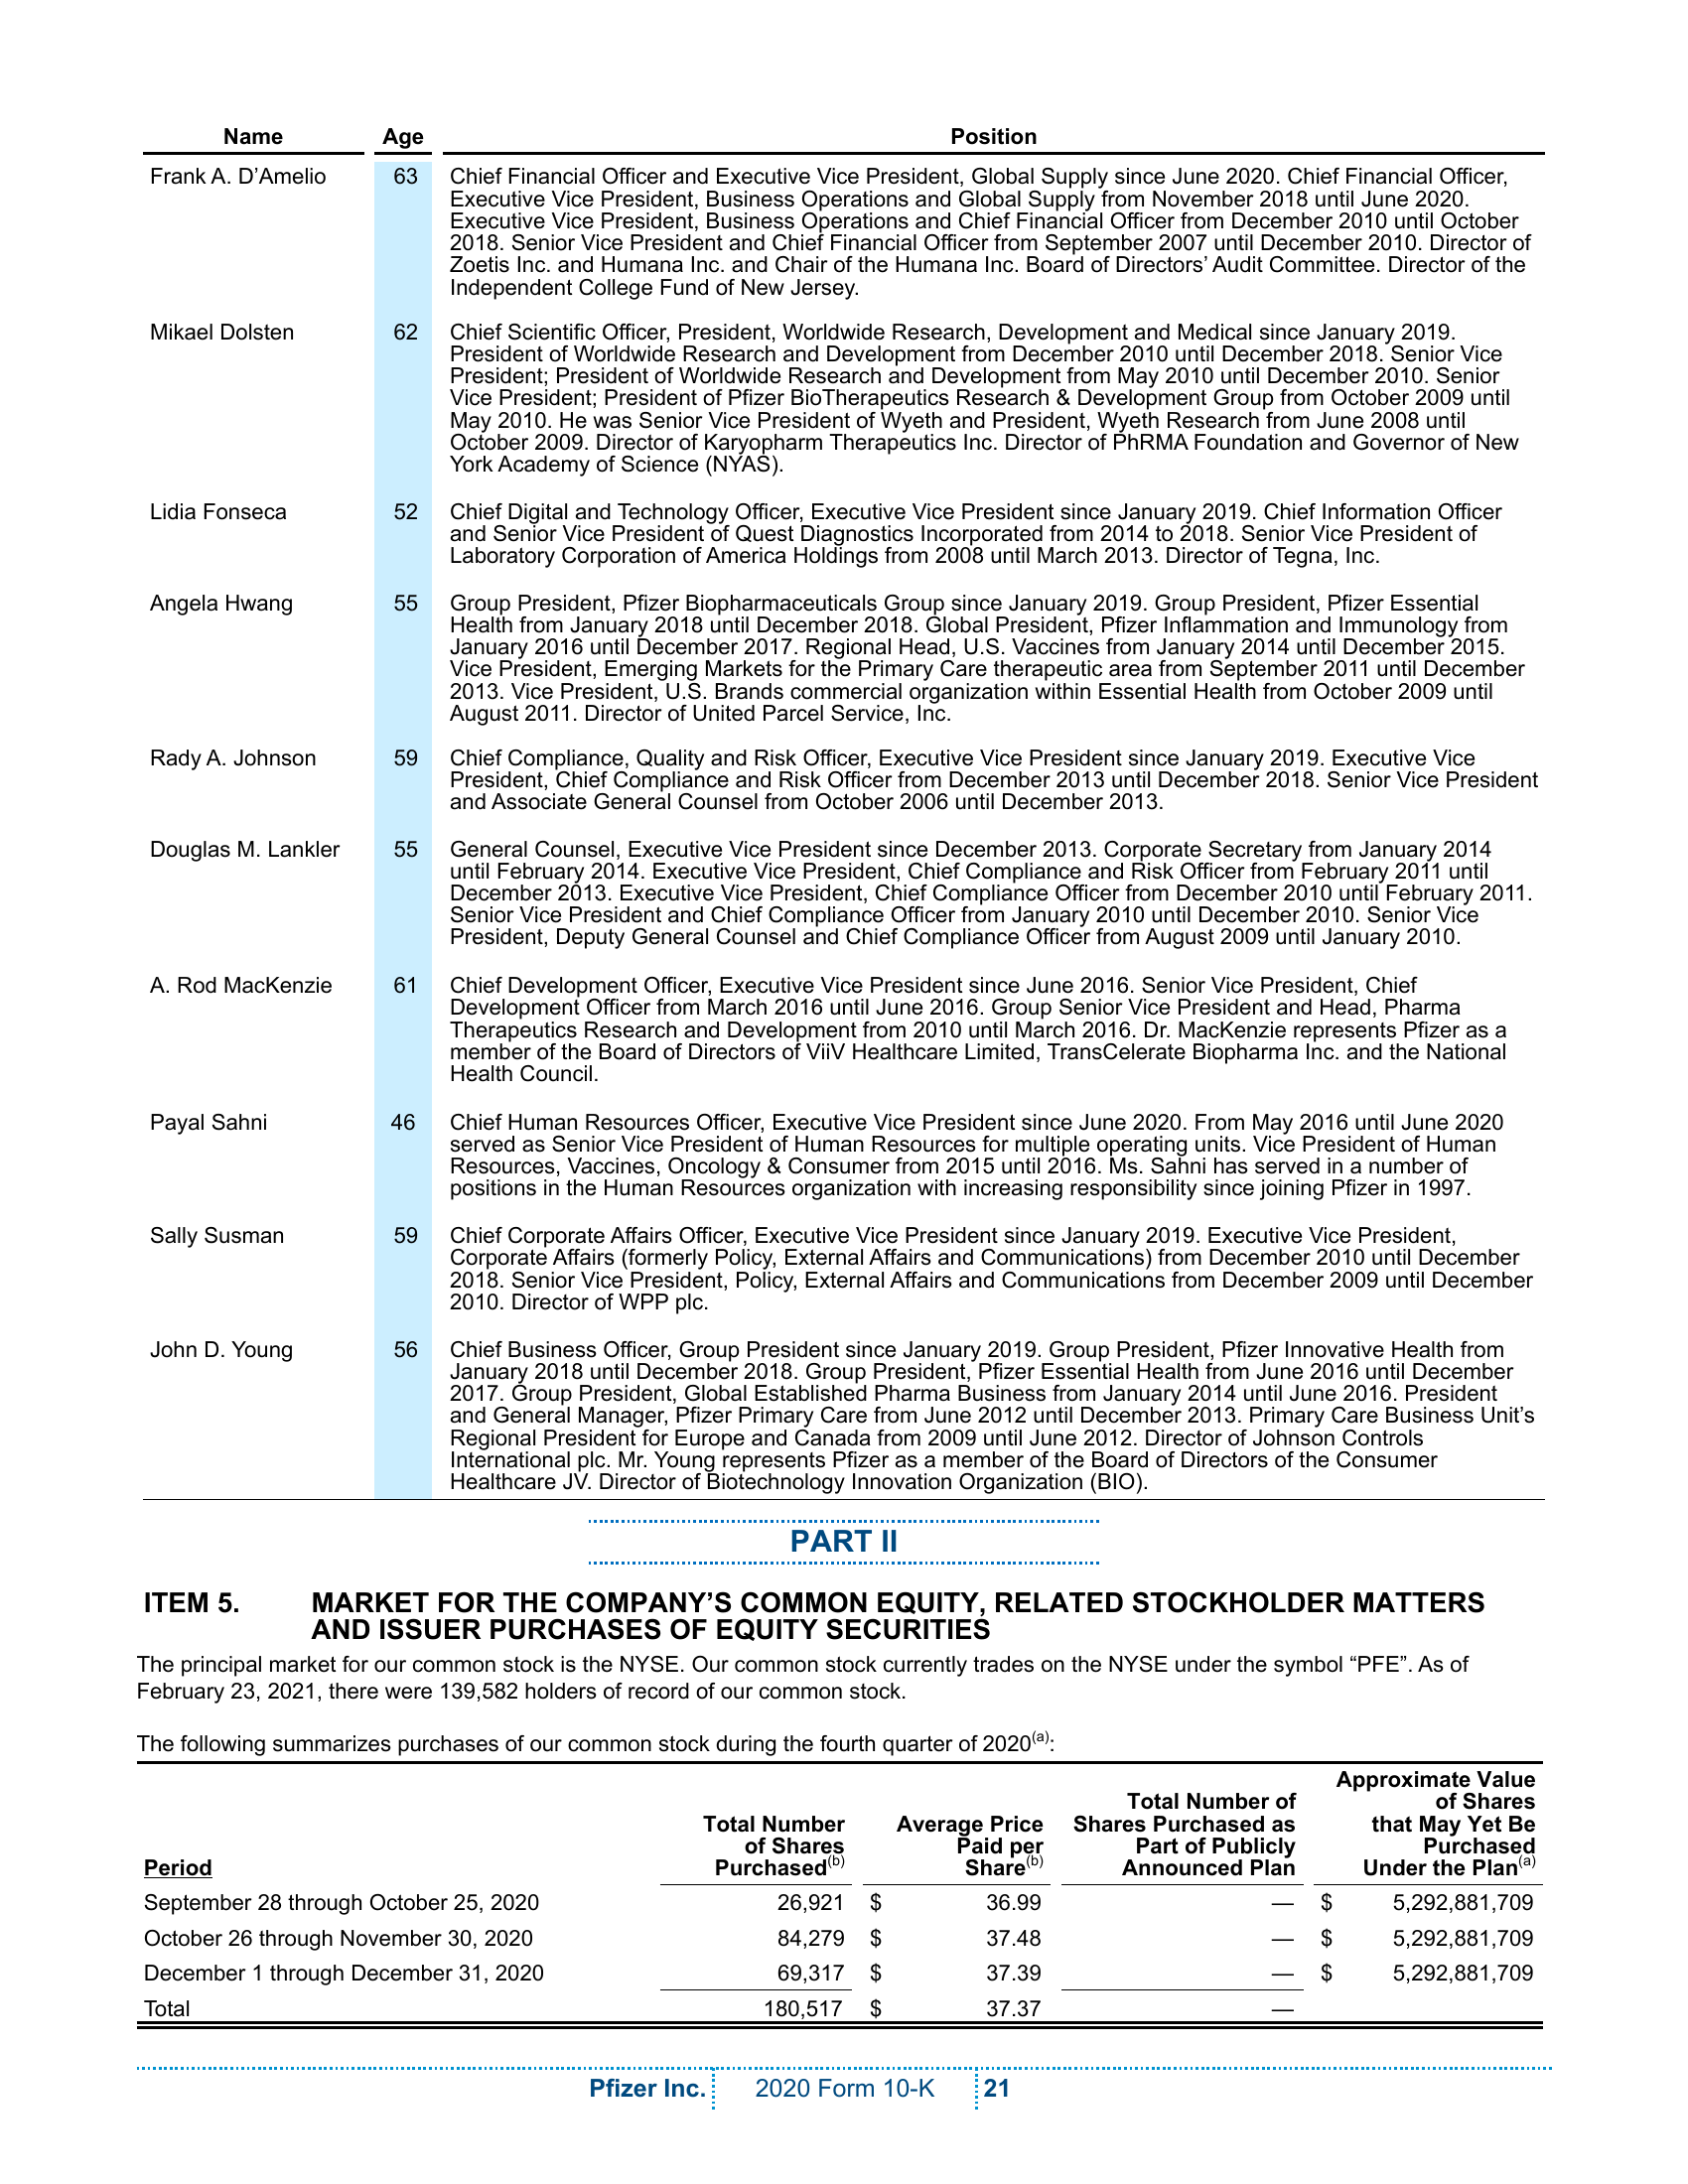 Name Age Position
Frank A. D’Amelio 63 Chief Financial Officer and Executive Vice President, Global Supply since June 2020. Chief Financial Officer,
Executive Vice President, Business Operations and Global Supply from November 2018 until June 2020.
Executive Vice President, Business Operations and Chief Financial Officer from December 2010 until October
2018. Senior Vice President and Chief Financial Officer from September 2007 until December 2010. Director of
Zoetis Inc. and Humana Inc. and Chair of the Humana Inc. Board of Directors’ Audit Committee. Director of the
Independent College Fund of New Jersey.
Mikael Dolsten 62 Chief Scientific Officer, President, Worldwide Research, Development and Medical since January 2019.
President of Worldwide Research and Development from December 2010 until December 2018. Senior Vice
President; President of Worldwide Research and Development from May 2010 until December 2010. Senior
Vice President; President of Pfizer BioTherapeutics Research & Development Group from October 2009 until
May 2010. He was Senior Vice President of Wyeth and President, Wyeth Research from June 2008 until
October 2009. Director of Karyopharm Therapeutics Inc. Director of PhRMA Foundation and Governor of New
York Academy of Science (NYAS).
Lidia Fonseca 52 Chief Digital and Technology Officer, Executive Vice President since January 2019. Chief Information Officer
and Senior Vice President of Quest Diagnostics Incorporated from 2014 to 2018. Senior Vice President of
Laboratory Corporation of America Holdings from 2008 until March 2013. Director of Tegna, Inc.
Angela Hwang 55 Group President, Pfizer Biopharmaceuticals Group since January 2019. Group President, Pfizer Essential
Health from January 2018 until December 2018. Global President, Pfizer Inflammation and Immunology from
January 2016 until December 2017. Regional Head, U.S. Vaccines from January 2014 until December 2015.
Vice President, Emerging Markets for the Primary Care therapeutic area from September 2011 until December
2013. Vice President, U.S. Brands commercial organization within Essential Health from October 2009 until
August 2011. Director of United Parcel Service, Inc.
Rady A. Johnson 59 Chief Compliance, Quality and Risk Officer, Executive Vice President since January 2019. Executive Vice
President, Chief Compliance and Risk Officer from December 2013 until December 2018. Senior Vice President
and Associate General Counsel from October 2006 until December 2013.
Douglas M. Lankler 55 General Counsel, Executive Vice President since December 2013. Corporate Secretary from January 2014
until February 2014. Executive Vice President, Chief Compliance and Risk Officer from February 2011 until
December 2013. Executive Vice President, Chief Compliance Officer from December 2010 until February 2011.
Senior Vice President and Chief Compliance Officer from January 2010 until December 2010. Senior Vice
President, Deputy General Counsel and Chief Compliance Officer from August 2009 until January 2010.
A. Rod MacKenzie 61 Chief Development Officer, Executive Vice President since June 2016. Senior Vice President, Chief
Development Officer from March 2016 until June 2016. Group Senior Vice President and Head, Pharma
Therapeutics Research and Development from 2010 until March 2016. Dr. MacKenzie represents Pfizer as a
member of the Board of Directors of ViiV Healthcare Limited, TransCelerate Biopharma Inc. and the National
Health Council.
Payal Sahni 46 Chief Human Resources Officer, Executive Vice President since June 2020. From May 2016 until June 2020
served as Senior Vice President of Human Resources for multiple operating units. Vice President of Human
Resources, Vaccines, Oncology & Consumer from 2015 until 2016. Ms. Sahni has served in a number of
positions in the Human Resources organization with increasing responsibility since joining Pfizer in 1997.
Sally Susman 59 Chief Corporate Affairs Officer, Executive Vice President since January 2019. Executive Vice President,
Corporate Affairs (formerly Policy, External Affairs and Communications) from December 2010 until December
2018. Senior Vice President, Policy, External Affairs and Communications from December 2009 until December
2010. Director of WPP plc.
John D. Young 56 Chief Business Officer, Group President since January 2019. Group President, Pfizer Innovative Health from
January 2018 until December 2018. Group President, Pfizer Essential Health from June 2016 until December
2017. Group President, Global Established Pharma Business from January 2014 until June 2016. President
and General Manager, Pfizer Primary Care from June 2012 until December 2013. Primary Care Business Unit’s
Regional President for Europe and Canada from 2009 until June 2012. Director of Johnson Controls
International plc. Mr. Young represents Pfizer as a member of the Board of Directors of the Consumer
Healthcare JV. Director of Biotechnology Innovation Organization (BIO).
PART II
ITEM 5. MARKET FOR THE COMPANY’S COMMON EQUITY, RELATED STOCKHOLDER MATTERS
AND ISSUER PURCHASES OF EQUITY SECURITIES
The principal market for our common stock is the NYSE. Our common stock currently trades on the NYSE under the symbol “PFE”. As of
February 23, 2021, there were 139,582 holders of record of our common stock.
The following summarizes purchases of our common stock during the fourth quarter of 2020(a):
Approximate Value
Total Number of of Shares
Total Number Average Price Shares Purchased as that May Yet Be
of Shares Paid per Part of Publicly Purchased
Period Purchased(b) Share(b) Announced Plan Under the Plan(a)
September 28 through October 25, 2020 26,921 $ 36.99 — $ 5,292,881,709
October 26 through November 30, 2020 84,279 $ 37.48 — $ 5,292,881,709
December 1 through December 31, 2020 69,317 $ 37.39 — $ 5,292,881,709
Total 180,517 $ 37.37 —
Pfizer Inc. 2020 Form 10-K 21